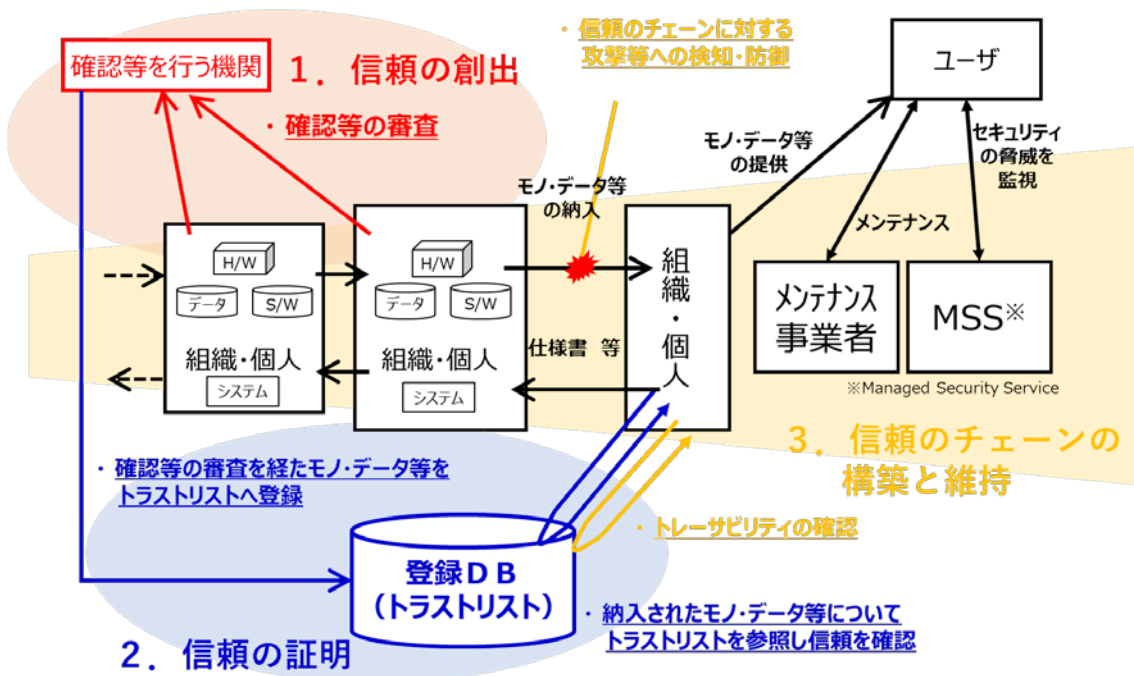 確認等を行う機関
1．信頼の創出
・確認等の審査
・信頼のチェーンに対する
攻撃等への検知・防御
ユーザ
モノ・データ等
の提供
セキュリティ
の脅威を
監視
メンテナンス
モノ・データ等
の納入
H/W
データ
S/W
組織・個人
システム
H/W
データ
S/W
組織・個人
システム
仕様書 等
組織・個人
メンテナンス
事業者
MSS※
※Managed Security Service
3．信頼のチェーンの
構築と維持
・確認等の審査を経たモノ・データ等を
トラストリストへ登録
・トレーサビリティの確認
登録DB
（トラストリスト）
・納入されたモノ・データ等について
トラストリストを参照し信頼を確認
2．信頼の証明